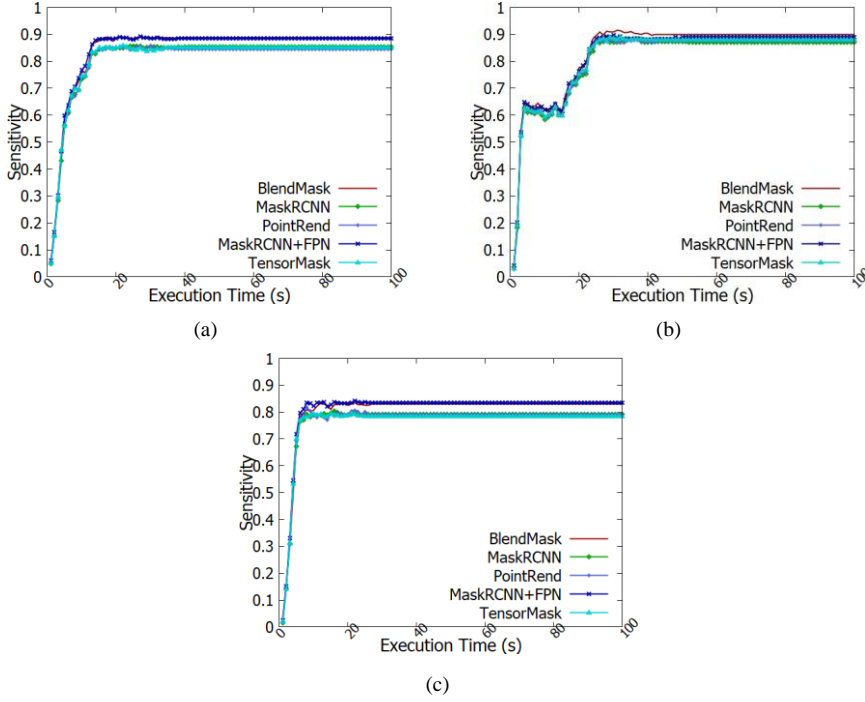 1
0.9
0.8
0.7
0.6
0.5
0.4
0.3
0.2
0.1
0
Sensitivity
BlendMask
MaskRCNN
PointRend
MaskRCNN+FPN
TensorMask
0
20
40
60
80
100
Execution Time (s)
(a)
1
0.9
0.8
0.7
0.6
0.5
0.4
0.3
0.2
0.1
0
Sensitivity
BlendMask
MaskRCNN
PointRend
MaskRCNN+FPN
TensorMask
0
20
40
60
80
100
Execution Time (s)
(b)
1
0.9
0.8
0.7
0.6
0.5
0.4
0.3
0.2
0.1
0
Sensitivity
BlendMask
MaskRCNN
PointRend
MaskRCNN+FPN
TensorMask
0
20
40
60
80
100
Execution Time (s)
(c)